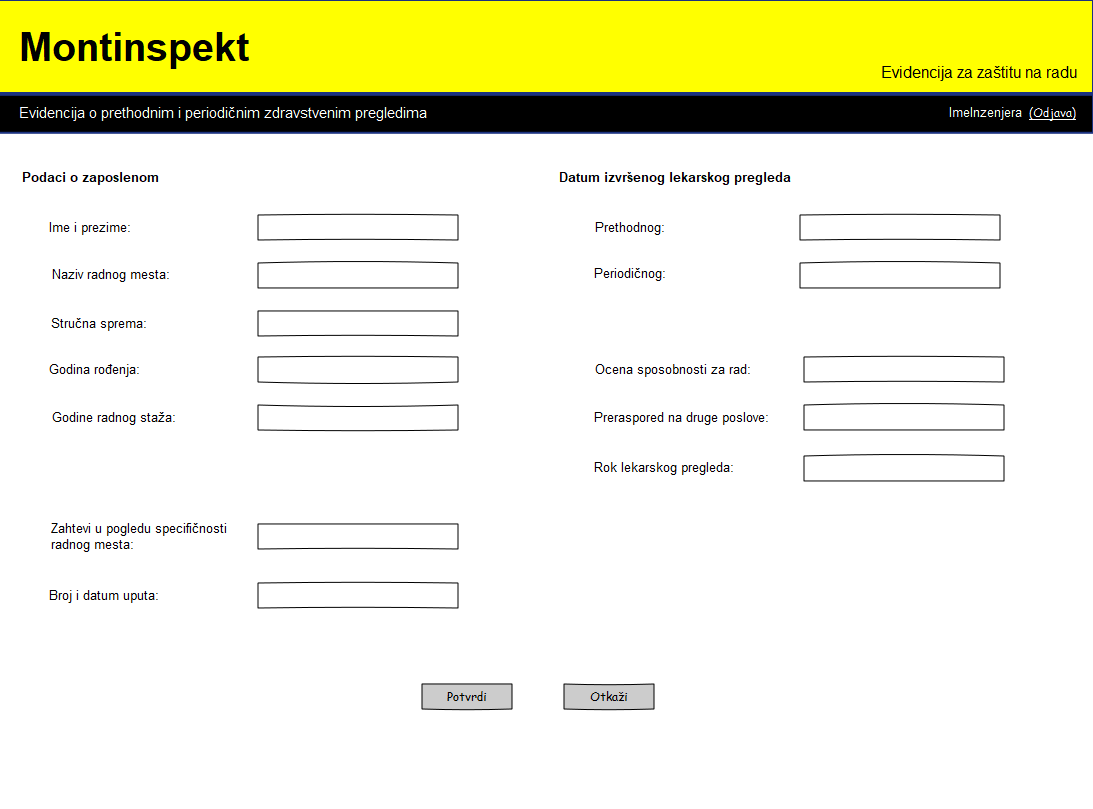 Montinspekt
Evidencija za zaštitu na radu
Evidencija o prethodnim i periodičnim zdravstvenim pregledima
ImeInzenjera (Odjava)
Podaci o zaposlenom
Ime i prezime:
Naziv radnog mesta:
Stručna sprema:
Godina rođenja:
Godine radnog staža:
Zahtevi u pogledu specifičnosti
radnog mesta:
Broj i datum uputa:
Datum izvršenog lekarskog pregleda
Prethodnog:
Periodičnog:
Ocena sposobnosti za rad:
Preraspored na druge poslove:
Rok lekarskog pregleda:
Potvrdi
Otkaži